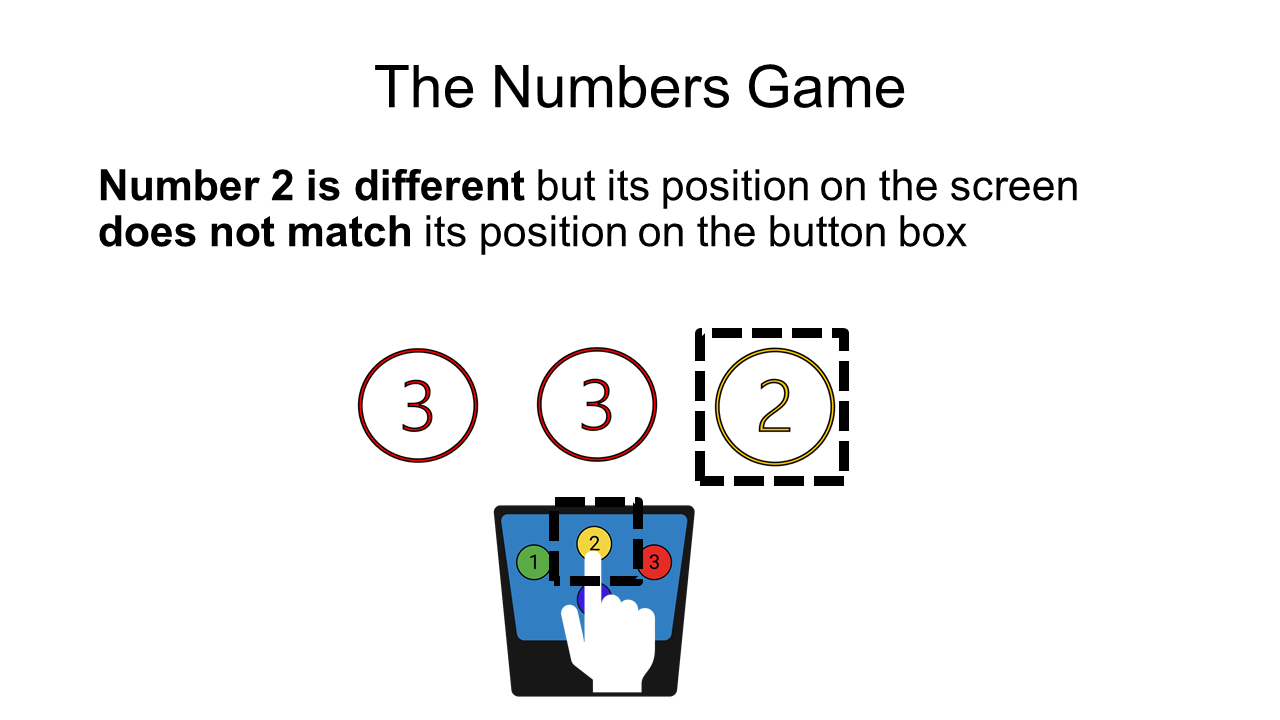 The Numbers Game
Number 2 is different but its position on the screen
does not match its position on the button box
3 3 2
2
1 3